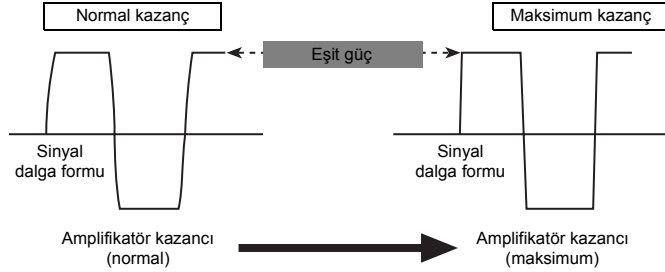 Normal kazanç
Maksimum kazanç
Eşit güç
Sinyal
dalga formu
Sinyal
dalga formu
Amplifikatör kazancı
(normal)
Amplifikatör kazancı
(maksimum)